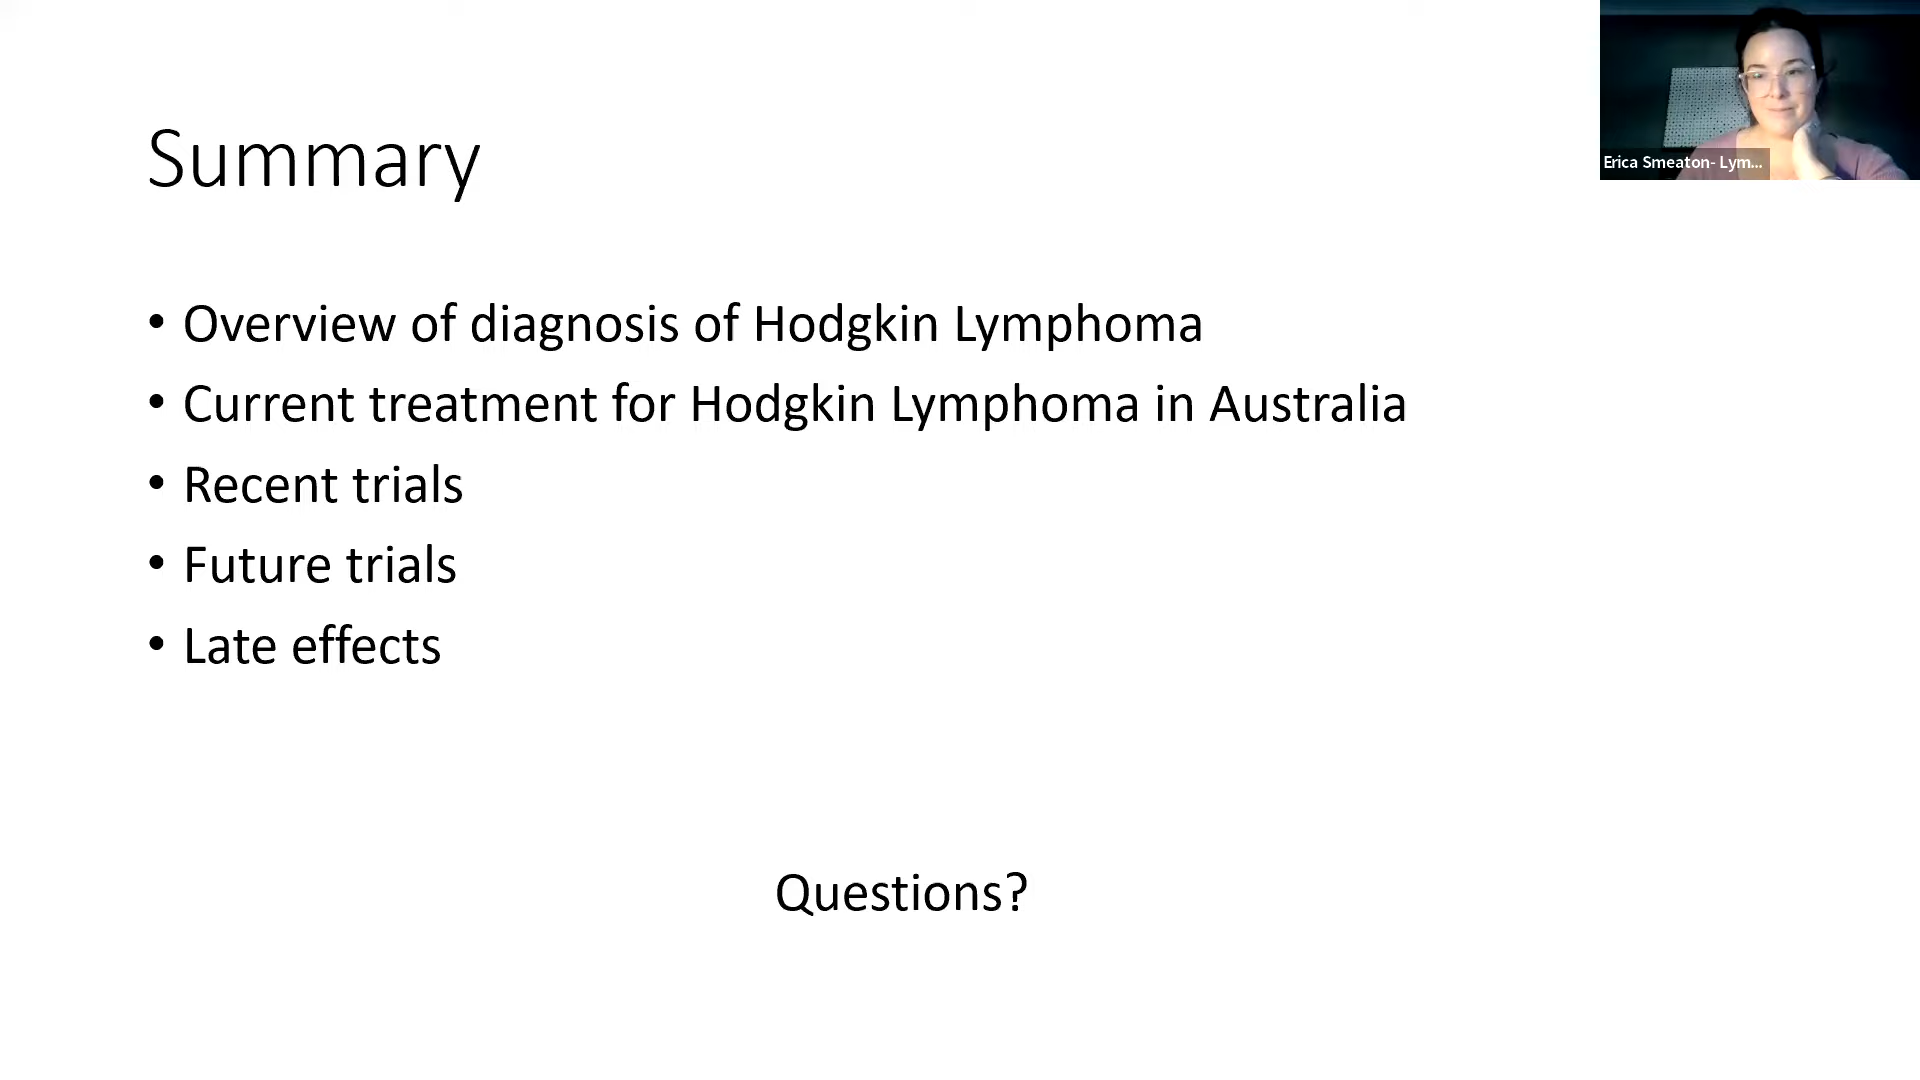 Summary
• Overview of diagnosis of Hodgkin Lymphoma
• Current treatment for Hodgkin Lymphoma in Australia
• Recent trials
• Future trials
• Late effects
Questions?
Erica Smeaton- Lym...